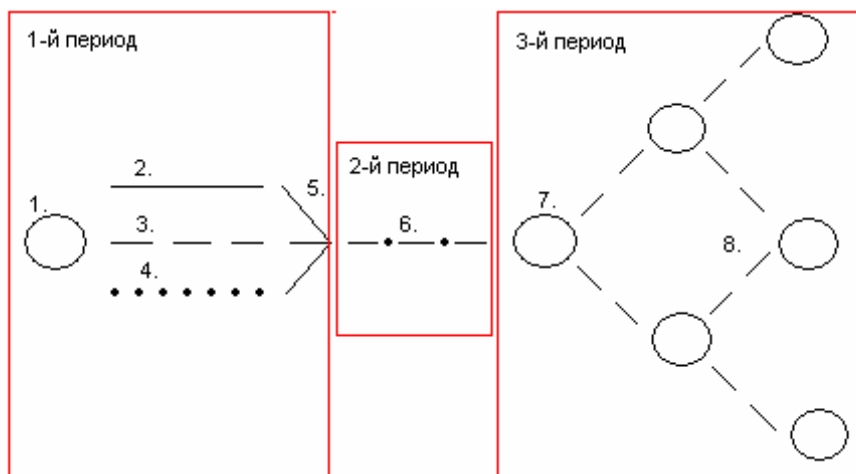 1-й период
1.
2.
3.
4.
5.
2-й период
6.
3-й период
7.
8.